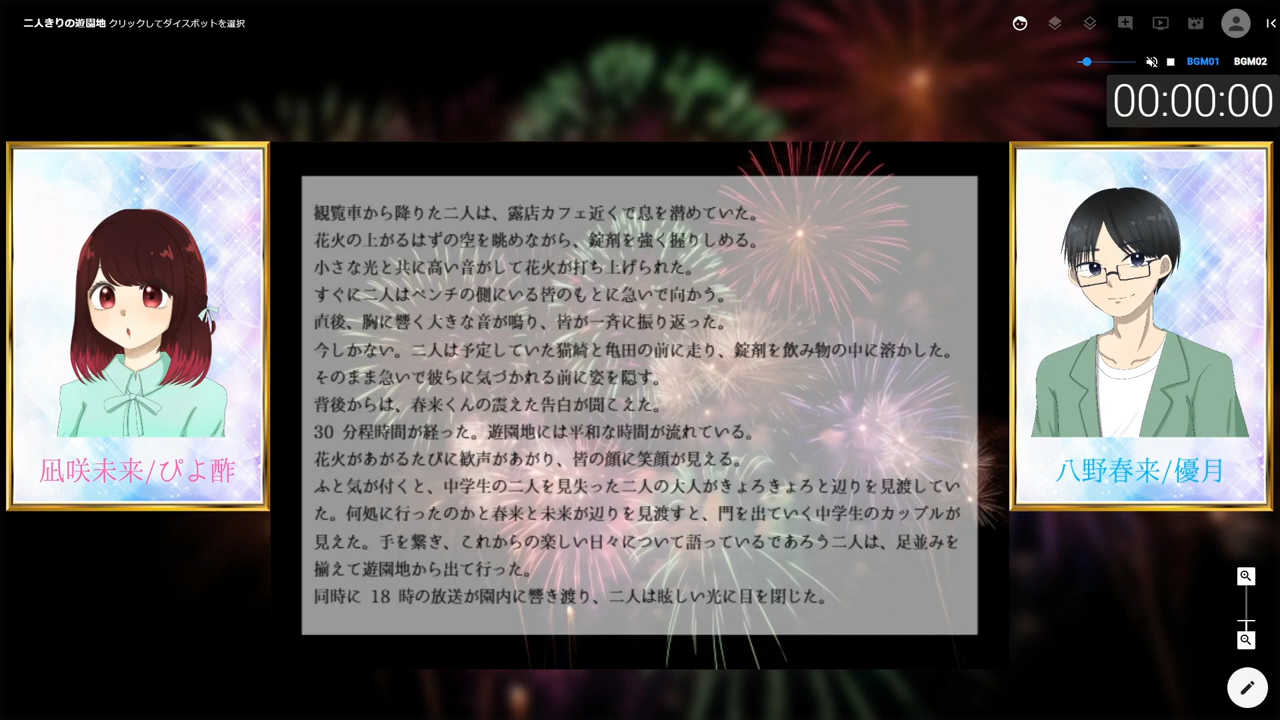 二人きりの遊園地 クリックしてダイスボットを選択
BGM01 BGM02
00:00:00
観覧車から降りた二人は、露店カフェ近くで息を潜めていた。
花火の上がるはずの空を眺めながら、錠剤を強く握りしめる。
小さな光と共に高い音がして花火が打ち上げられた。
すぐに二人はベンチの側にいる皆のもとに急いで向かう。
直後、胸に響く大きな音が鳴り、皆が一斉に振り返った。
今しかない。二人は予定していた猫崎と亀田の前に走り、錠剤を飲み物の中に溶かした。
そのまま急いで彼らに気づかれる前に姿を隠す。
背後からは、春来くんの震えた告白が聞こえた。
30 分程時間が経った。遊園地には平和な時間が流れている。
花火があがるたびに歓声があがり、皆の顔に笑顔が見える。
ふと気が付くと、中学生の二人を見失った二人の大人がきょろきょろと辺りを見渡してい
た。何処に行ったのかと春来と未来が辺りを見渡すと、門を出ていく中学生のカップルが
見えた。手を繋ぎ、これからの楽しい日々について語っているであろう二人は、足並みを
揃えて遊園地から出て行った。
同時に 18 時の放送が園内に響き渡り、二人は眩しい光に目を閉じた。
凪咲未来/ぴよ酢
八野春来/優月